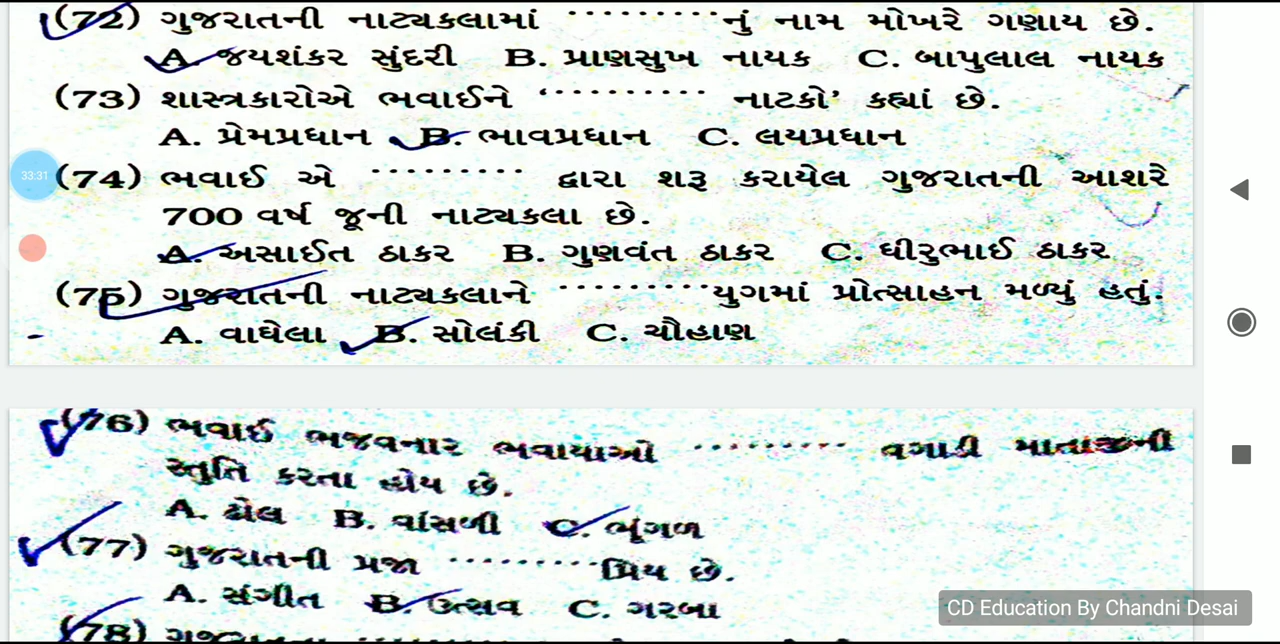 (72) ગુજરાતની નાટ્યકલામાં ·········નું નામ મોખરે ગણાય છે.
A. જયશંકર સુંદરી B. પ્રાણસુખ નાયક C. બાપુલાલ નાયક
(73) શાસ્ત્રકારોએ ભવાઈને ‘·········· નાટકો’ કહ્યાં છે.
A. પ્રેમપ્રધાન B. ભાવપ્રધાન C. લયપ્રધાન
33:31
(74) ભવાઈ એ ········· દ્વારા શરૂ કરાયેલ ગુજરાતની આશરે
700 વર્ષ જૂની નાટ્યકલા છે.
A. અસાઈત ઠાકર B. ગુણવંત ઠાકર C. ધીરુભાઈ ઠાકર
(75) ગુજરાતની નાટ્યકલાને ·········યુગમાં પ્રોત્સાહન મળ્યું હતું.
A. વાઘેલા B. સોલંકી C. ચૌહાણ
(76) ભવાઈ ભજવનાર ભવાયાઓ ········· વગાડી માતાજીની
સ્તુતિ કરતા હોય છે.
A. ઢોલ B. વાંસળી C. ભૂંગળ
(77) ગુજરાતની પ્રજા ·········પ્રિય છે.
A. સંગીત B. ઉત્સવ C. ગરબા
CD Education By Chandni Desai
(78)